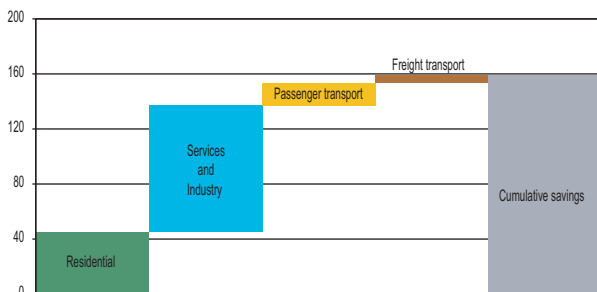 200
160
120
80
40
0
Residential
Services
and
Industry
Passenger transport
Freight transport
Cumulative savings